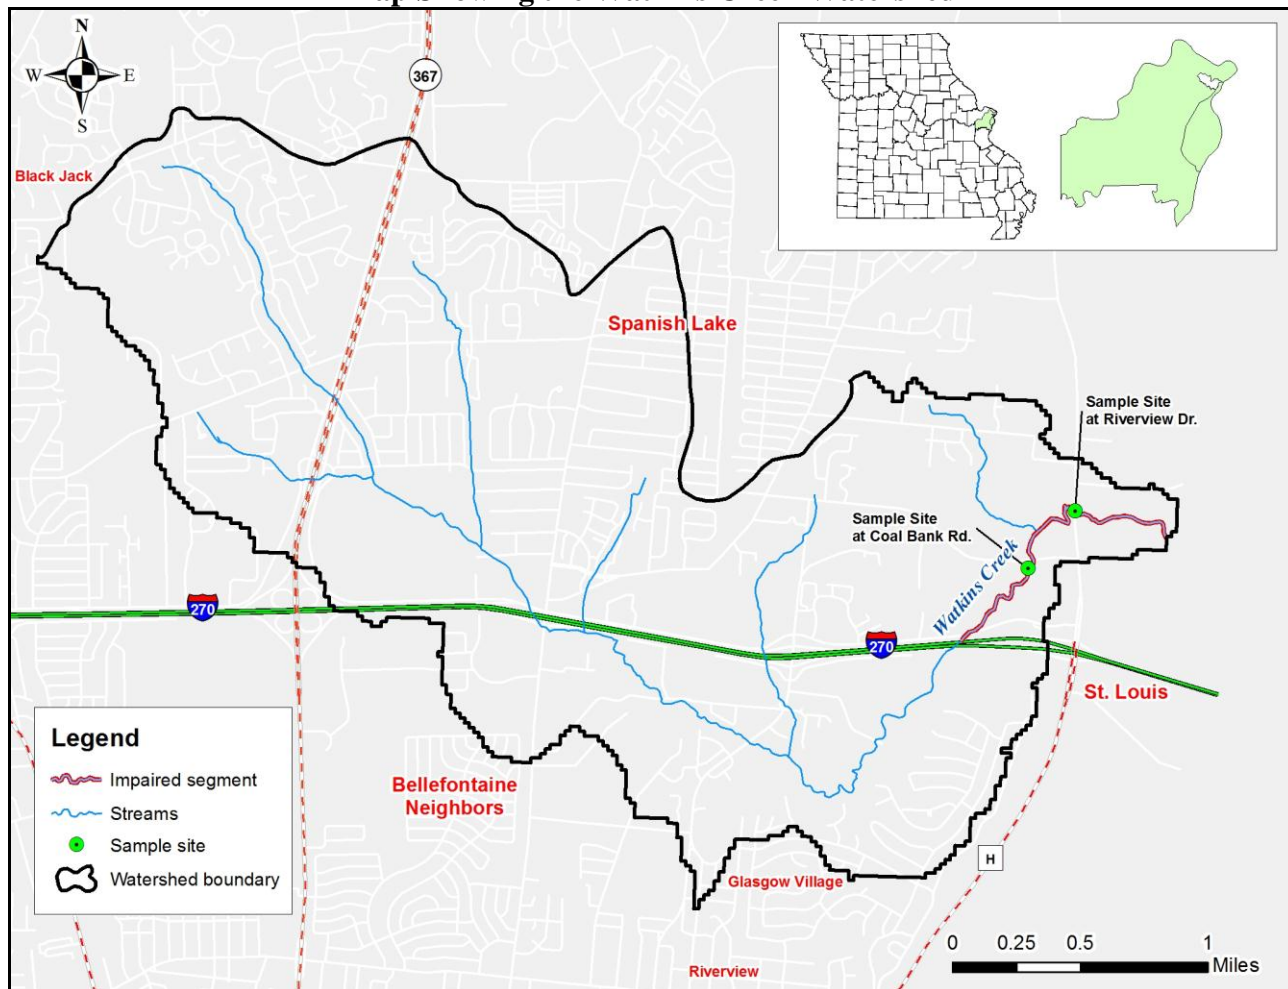 N
W E
S
367
Black Jack
Spanish Lake
Sample Site
at Riverview Dr.
Sample Site
at Coal Bank Rd.
Watkins Creek
270
270
St. Louis
Legend
Impaired segment
Streams
Sample site
Watershed boundary
Bellefontaine
Neighbors
H
Glasgow Village
Riverview
0 0.25 0.5 1
Miles